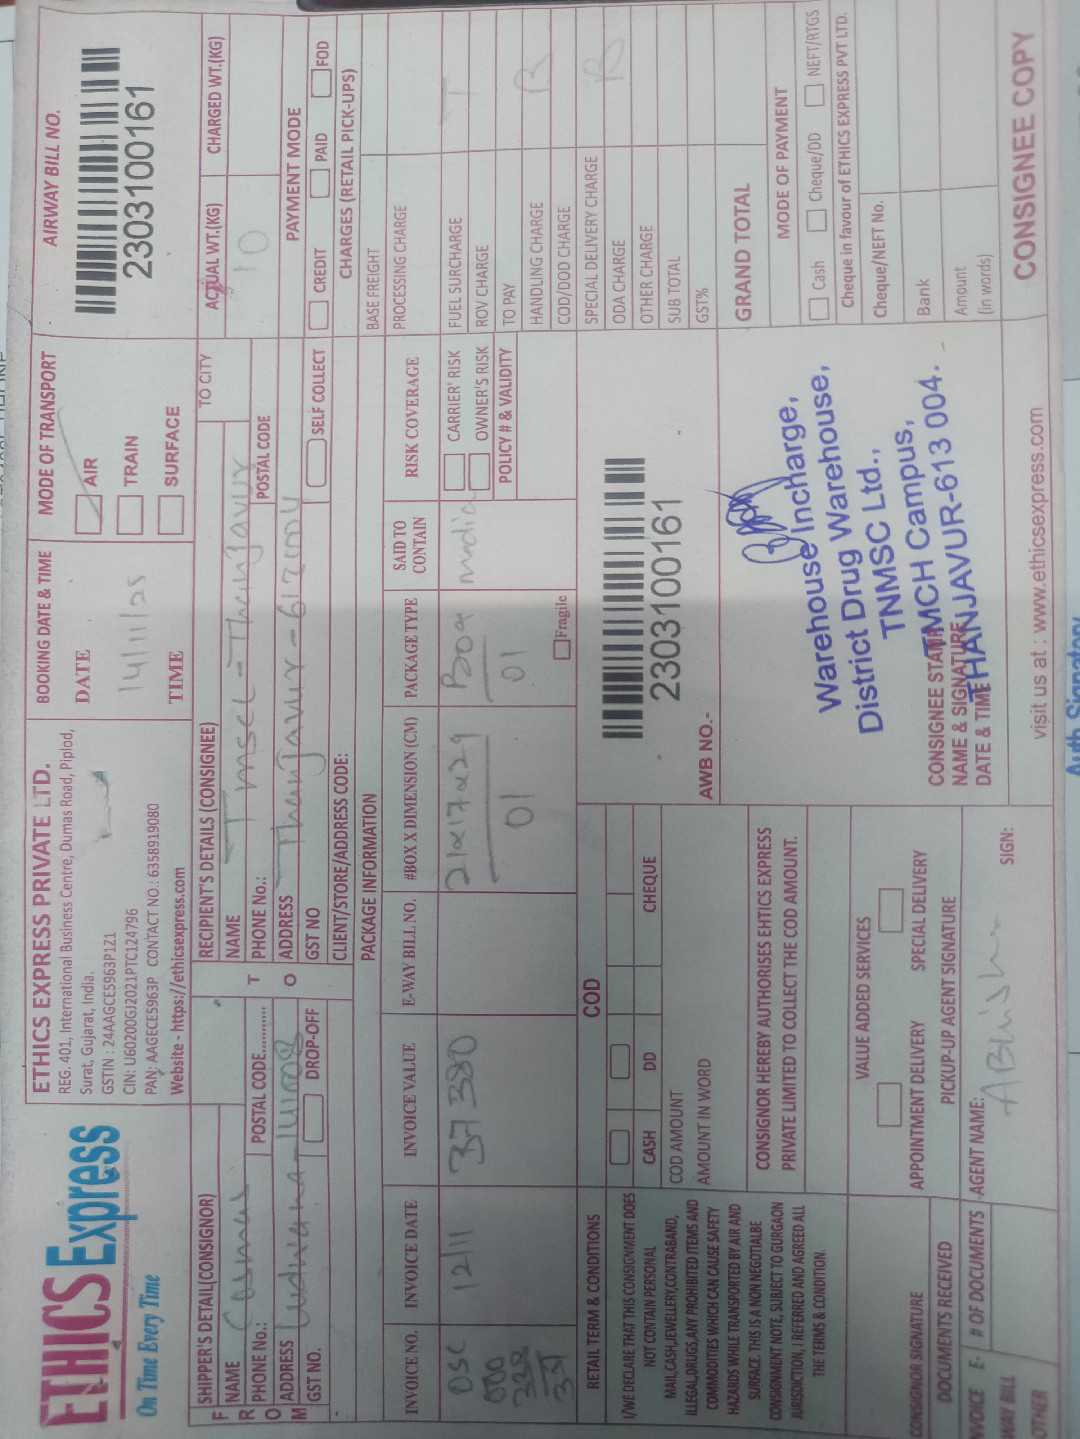 ETHICS Express
On Time Every Time
ETHICS EXPRESS PRIVATE LTD.
REG. 401, International Business Centre, Dumas Road, Piplod,
Surat, Gujarat, India.
GSTIN : 24AAGCE5963P1Z1
CIN: U60200GJ2021PTC124796
PAN: AAGECE5963P CONTACT NO.: 6358919080
Website - https://ethicsexpress.com
BOOKING DATE & TIME
DATE
14/11/25
TIME
MODE OF TRANSPORT
AIR
TRAIN
SURFACE
AIRWAY BILL NO.
2303100161
SHIPPER'S DETAIL(CONSIGNOR)
FROM
NAME
PHONE No.:
POSTAL CODE............
ADDRESS
GST NO.
DROP-OFF
TO
RECIPIENT'S DETAILS (CONSIGNEE)
TO CITY
NAME
PHONE No.:
POSTAL CODE
ADDRESS Thanjavur-
GST NO
SELF COLLECT
CLIENT/STORE/ADDRESS CODE:
ACTUAL WT.(KG)
CHARGED WT.(KG)
10
PAYMENT MODE
CREDIT
PAID
FOD
CHARGES (RETAIL PICK-UPS)
BASE FREIGHT
PROCESSING CHARGE
FUEL SURCHARGE
ROV CHARGE
TO PAY
HANDLING CHARGE
COD/DOD CHARGE
SPECIAL DELIVERY CHARGE
ODA CHARGE
OTHER CHARGE
SUB TOTAL
GST%
GRAND TOTAL
PACKAGE INFORMATION
INVOICE NO.
INVOICE DATE
INVOICE VALUE
E-WAY BILL NO.
#BOX X DIMENSION (CM)
PACKAGE TYPE
SAID TO CONTAIN
RISK COVERAGE
12/11
37380
21x17x29
01
Box
01
Fragile
CARRIER' RISK
OWNER'S RISK
POLICY # & VALIDITY
RETAIL TERM & CONDITIONS
I/WE DECLARE THAT THIS CONSIGNMENT DOES
NOT CONTAIN PERSONAL
MAIL,CASH,JEWELLERY,CONTRABAND,
ILLEGAL,DRUGS,ANY PROHIBITED ITEMS AND
COMMODITIES WHICH CAN CAUSE SAFETY
HAZARDS WHILE TRANSPORTED BY AIR AND
SURFACE. THIS IS A NON NEGOTIALBE
CONSIGNMENT NOTE, SUBJECT TO GURGAON
JURISDICTION, I REFERED AND AGREED ALL
THE TERMS & CONDITION.
COD
CASH
DD
CHEQUE
COD AMOUNT
AMOUNT IN WORD
CONSIGNOR HEREBY AUTHORISES EHTICS EXPRESS
PRIVATE LIMITED TO COLLECT THE COD AMOUNT.
VALUE ADDED SERVICES
APPOINTMENT DELIVERY
SPECIAL DELIVERY
PICKUP-UP AGENT SIGNATURE
AGENT NAME:
SIGN:
CONSIGNOR SIGNATURE
DOCUMENTS RECEIVED
INVOICE
E-
# OF DOCUMENTS
WAY BILL
OTHER
2303100161
AWB NO.-
Warehouse Incharge,
District Drug Warehouse,
TNMSC Ltd.,
TMCH Campus,
THANJAVUR-613 004.
CONSIGNEE STAMP
NAME & SIGNATURE
DATE & TIME
visit us at : www.ethicsexpress.com
MODE OF PAYMENT
Cash
Cheque/DD
NEFT/RTGS
Cheque in favour of ETHICS EXPRESS PVT LTD.
Cheque/NEFT No.
Bank
Amount
(in words)
CONSIGNEE COPY
Auth Signatory